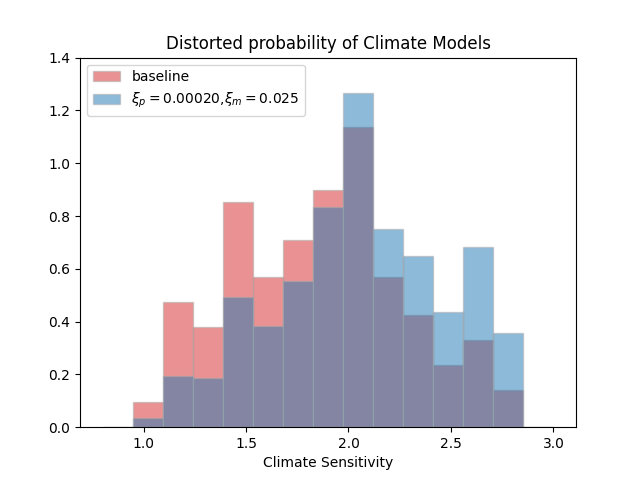 Distorted probability of Climate Models
baseline
ξp = 0.00020,ξm = 0.025
1.4
1.2
1.0
0.8
0.6
0.4
0.2
0.0
1.0 1.5 2.0 2.5 3.0
Climate Sensitivity